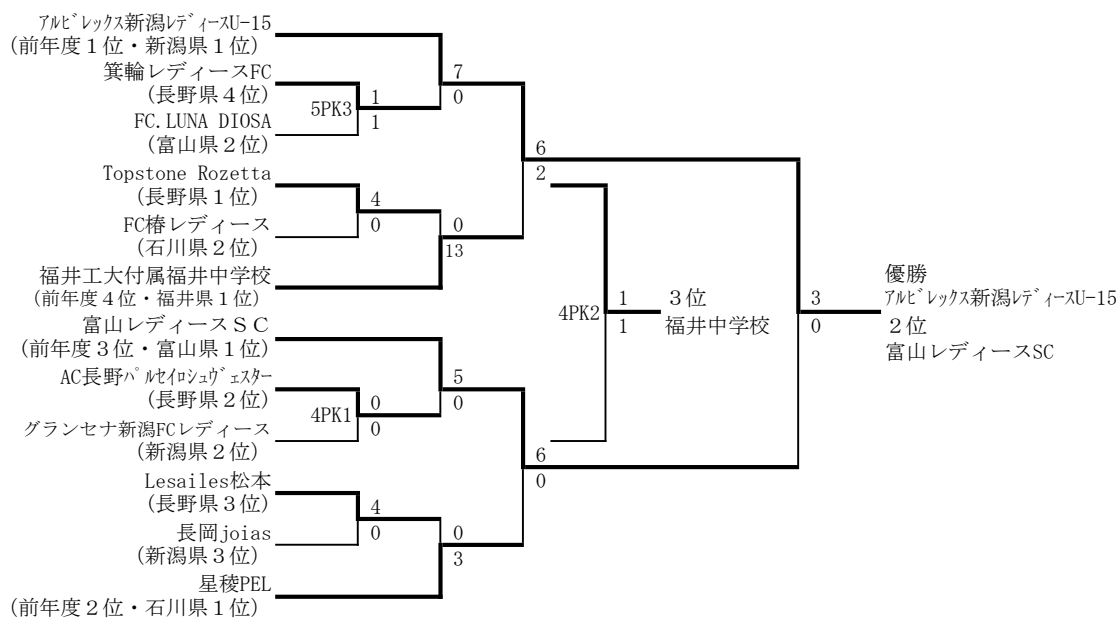 アルビレックス新潟レディースU-15
(前年度1位・新潟県1位)
箕輪レディースFC
(長野県4位)
5PK3
1
1
7
0
FC.LUNA DIOSA
(富山県2位)
Topstone Rozetta
(長野県1位)
4
0
FC椿レディース
(石川県2位)
0
13
福井工大付属福井中学校
(前年度4位・福井県1位)
6
2
富山レディースSC
(前年度3位・富山県1位)
AC長野パルセイロシュヴェスター
(長野県2位)
4PK1
0
0
5
0
グランセナ新潟FCレディース
(新潟県2位)
Lesailes松本
(長野県3位)
4
0
長岡joias
(新潟県3位)
0
3
星稜PEL
(前年度2位・石川県1位)
6
0
4PK2
1
1
3位
福井中学校
3
0
優勝
アルビレックス新潟レディースU-15
2位
富山レディースSC